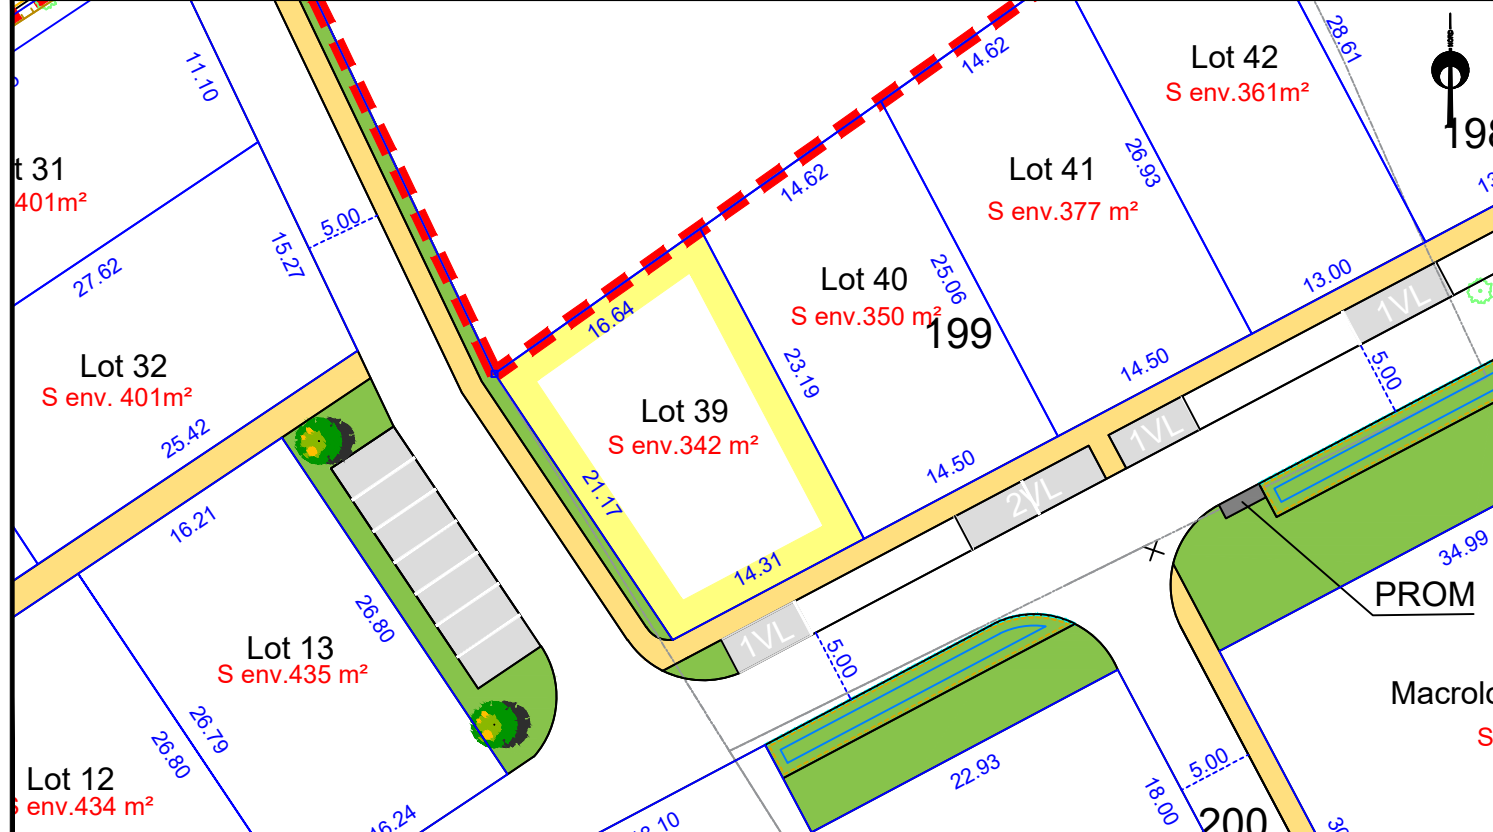 11.10
14.62
28.61
Lot 42
S env.361m²
NORD
t 31
401m²
5.00
15.27
27.62
14.62
Lot 41
S env.377 m²
26.93
Lot 40
S env.350 m²
25.06
199
13.00
1VL
16.64
23.19
Lot 32
S env. 401m²
25.42
16.21
Lot 39
S env.342 m²
21.17
14.31
14.50
14.50
5.00
1VL
2VL
1VL
5.00
34.99
PROM
Lot 13
S env.435 m²
26.80
26.79
26.80
Lot 12
env.434 m²
16.24
22.93
18.00
5.00
200